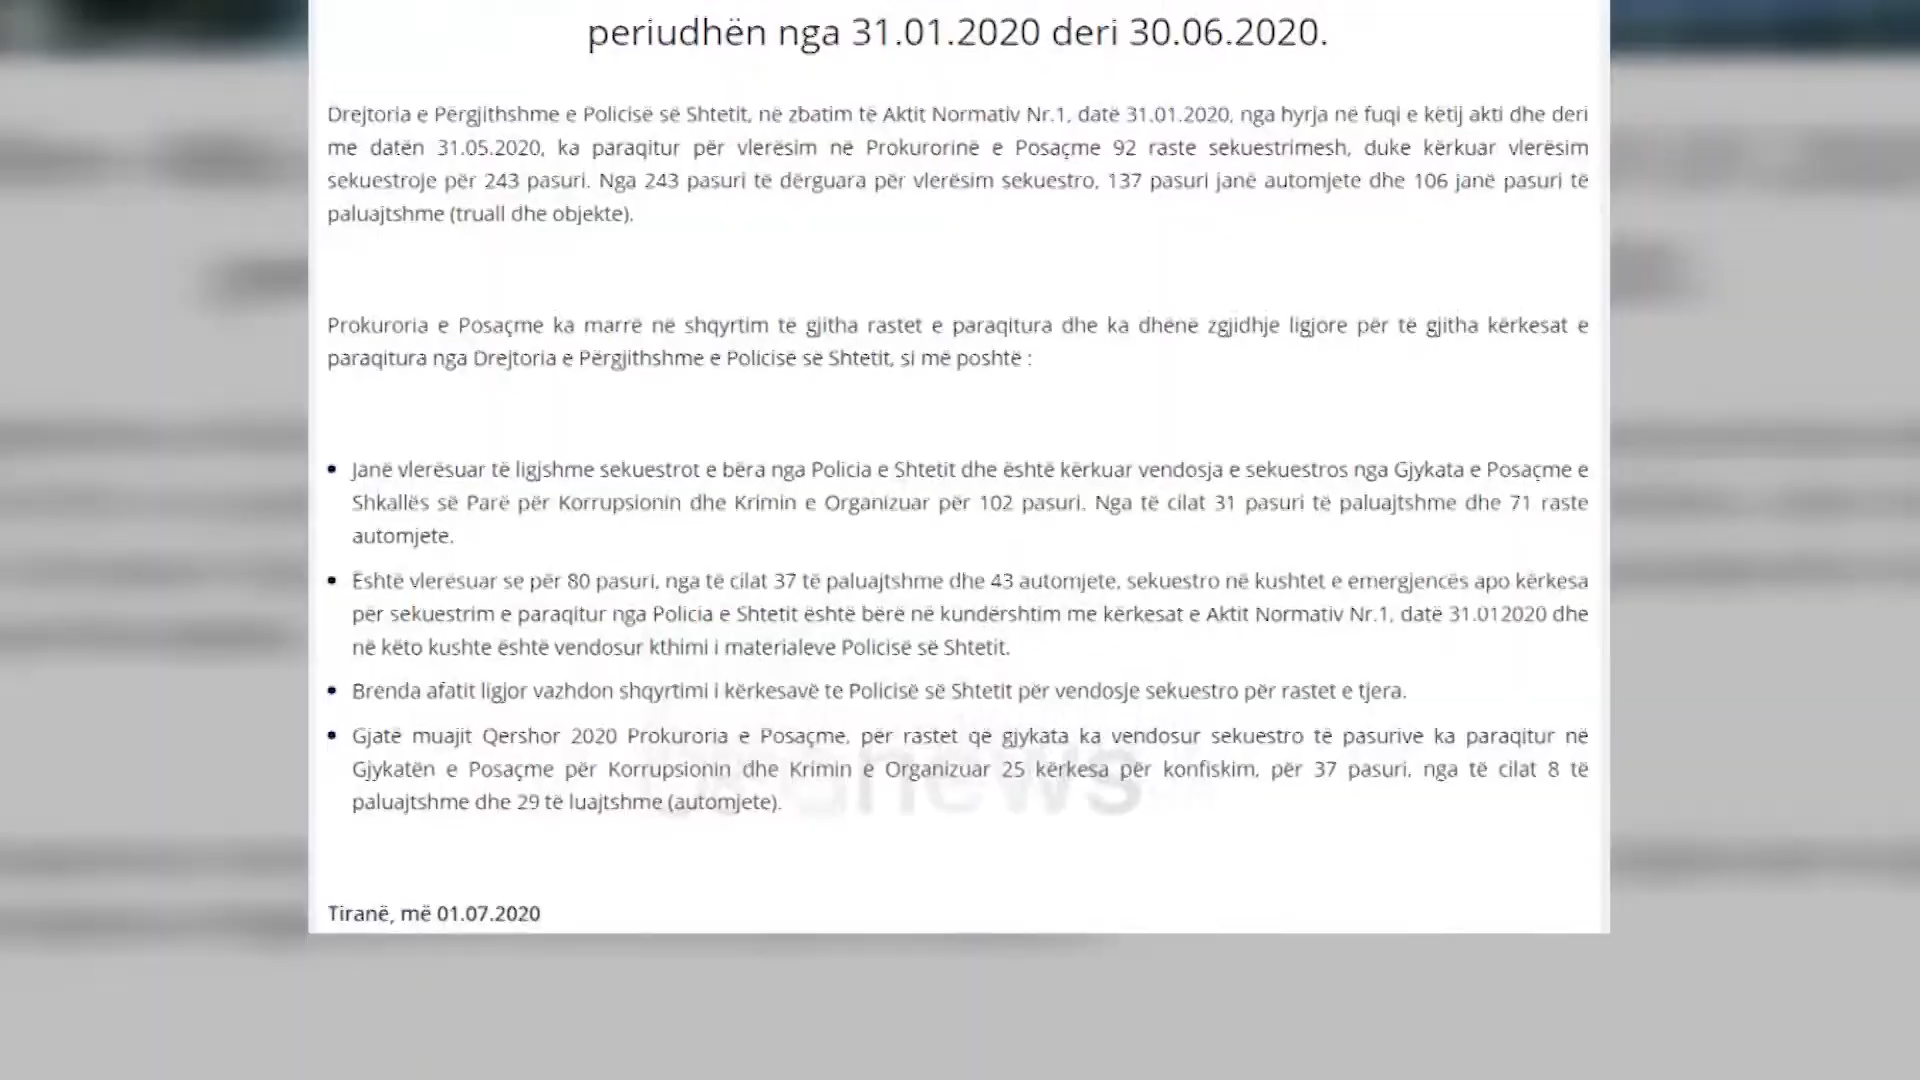 periudhën nga 31.01.2020 deri 30.06.2020.
Drejtoria e Përgjithshme e Policisë së Shtetit, në zbatim të Aktit Normativ Nr.1, datë 31.01.2020, nga hyrja në fuqi e këtij akti dhe deri
me datën 31.05.2020, ka paraqitur për vlerësim në Prokurorinë e Posaçme 92 raste sekuestrimesh, duke kërkuar vlerësim
sekuestroje për 243 pasuri. Nga 243 pasuri të dërguara për vlerësim sekuestro, 137 pasuri janë automjete dhe 106 janë pasuri të
paluajtshme (truall dhe objekte).
Prokuroria e Posaçme ka marrë në shqyrtim të gjitha rastet e paraqitura dhe ka dhënë zgjidhje ligjore për të gjitha kërkesat e
paraqitura nga Drejtoria e Përgjithshme e Policisë së Shtetit, si më poshtë :
• Janë vlerësuar të ligjshme sekuestrot e bëra nga Policia e Shtetit dhe është kërkuar vendosja e sekuestros nga Gjykata e Posaçme e
Shkallës së Parë për Korrupsionin dhe Krimin e Organizuar për 102 pasuri. Nga të cilat 31 pasuri të paluajtshme dhe 71 raste
automjete.
• Është vlerësuar se për 80 pasuri, nga të cilat 37 të paluajtshme dhe 43 automjete, sekuestro në kushtet e emergjencës apo kërkesa
për sekuestrim e paraqitur nga Policia e Shtetit është bërë në kundërshtim me kërkesat e Aktit Normativ Nr.1, datë 31.012020 dhe
në këto kushte është vendosur kthimi i materialeve Policisë së Shtetit.
• Brenda afatit ligjor vazhdon shqyrtimi i kërkesavë te Policisë së Shtetit për vendosje sekuestro për rastet e tjera.
• Gjatë muajit Qershor 2020 Prokuroria e Posaçme, për rastet që gjykata ka vendosur sekuestro të pasurive ka paraqitur në
Gjykatën e Posaçme për Korrupsionin dhe Krimin e Organizuar 25 kërkesa për konfiskim, për 37 pasuri, nga të cilat 8 të
paluajtshme dhe 29 të luajtshme (automjete).
news
Tiranë, më 01.07.2020